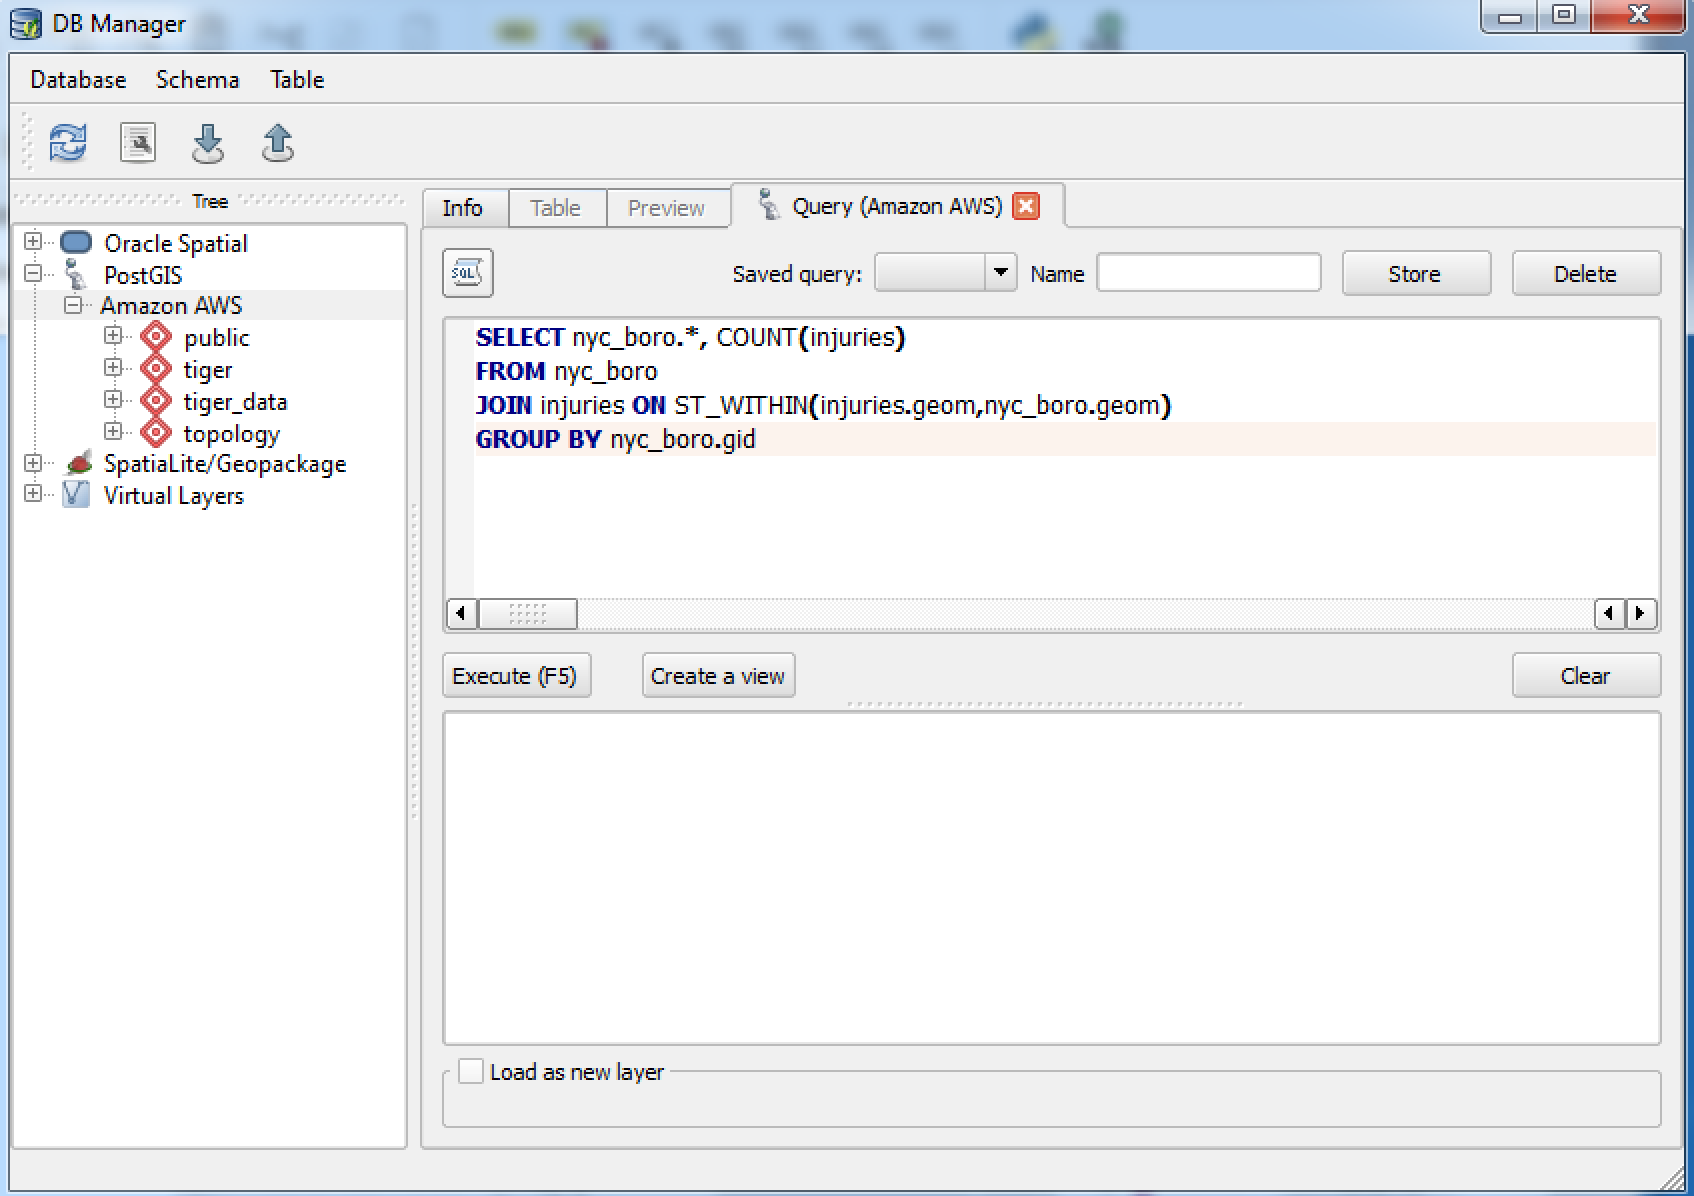 DB Manager
Database Schema Table
Tree
Oracle Spatial
PostGIS
Amazon AWS
public
tiger
tiger_data
topology
SpatiaLite/Geopackage
Virtual Layers
Info Table Preview Query (Amazon AWS)
SQL Saved query: Name Store Delete
SELECT nyc_boro.*, COUNT(injuries)
FROM nyc_boro
JOIN injuries ON ST_WITHIN(injuries.geom,nyc_boro.geom)
GROUP BY nyc_boro.gid
Execute (F5) Create a view Clear
Load as new layer